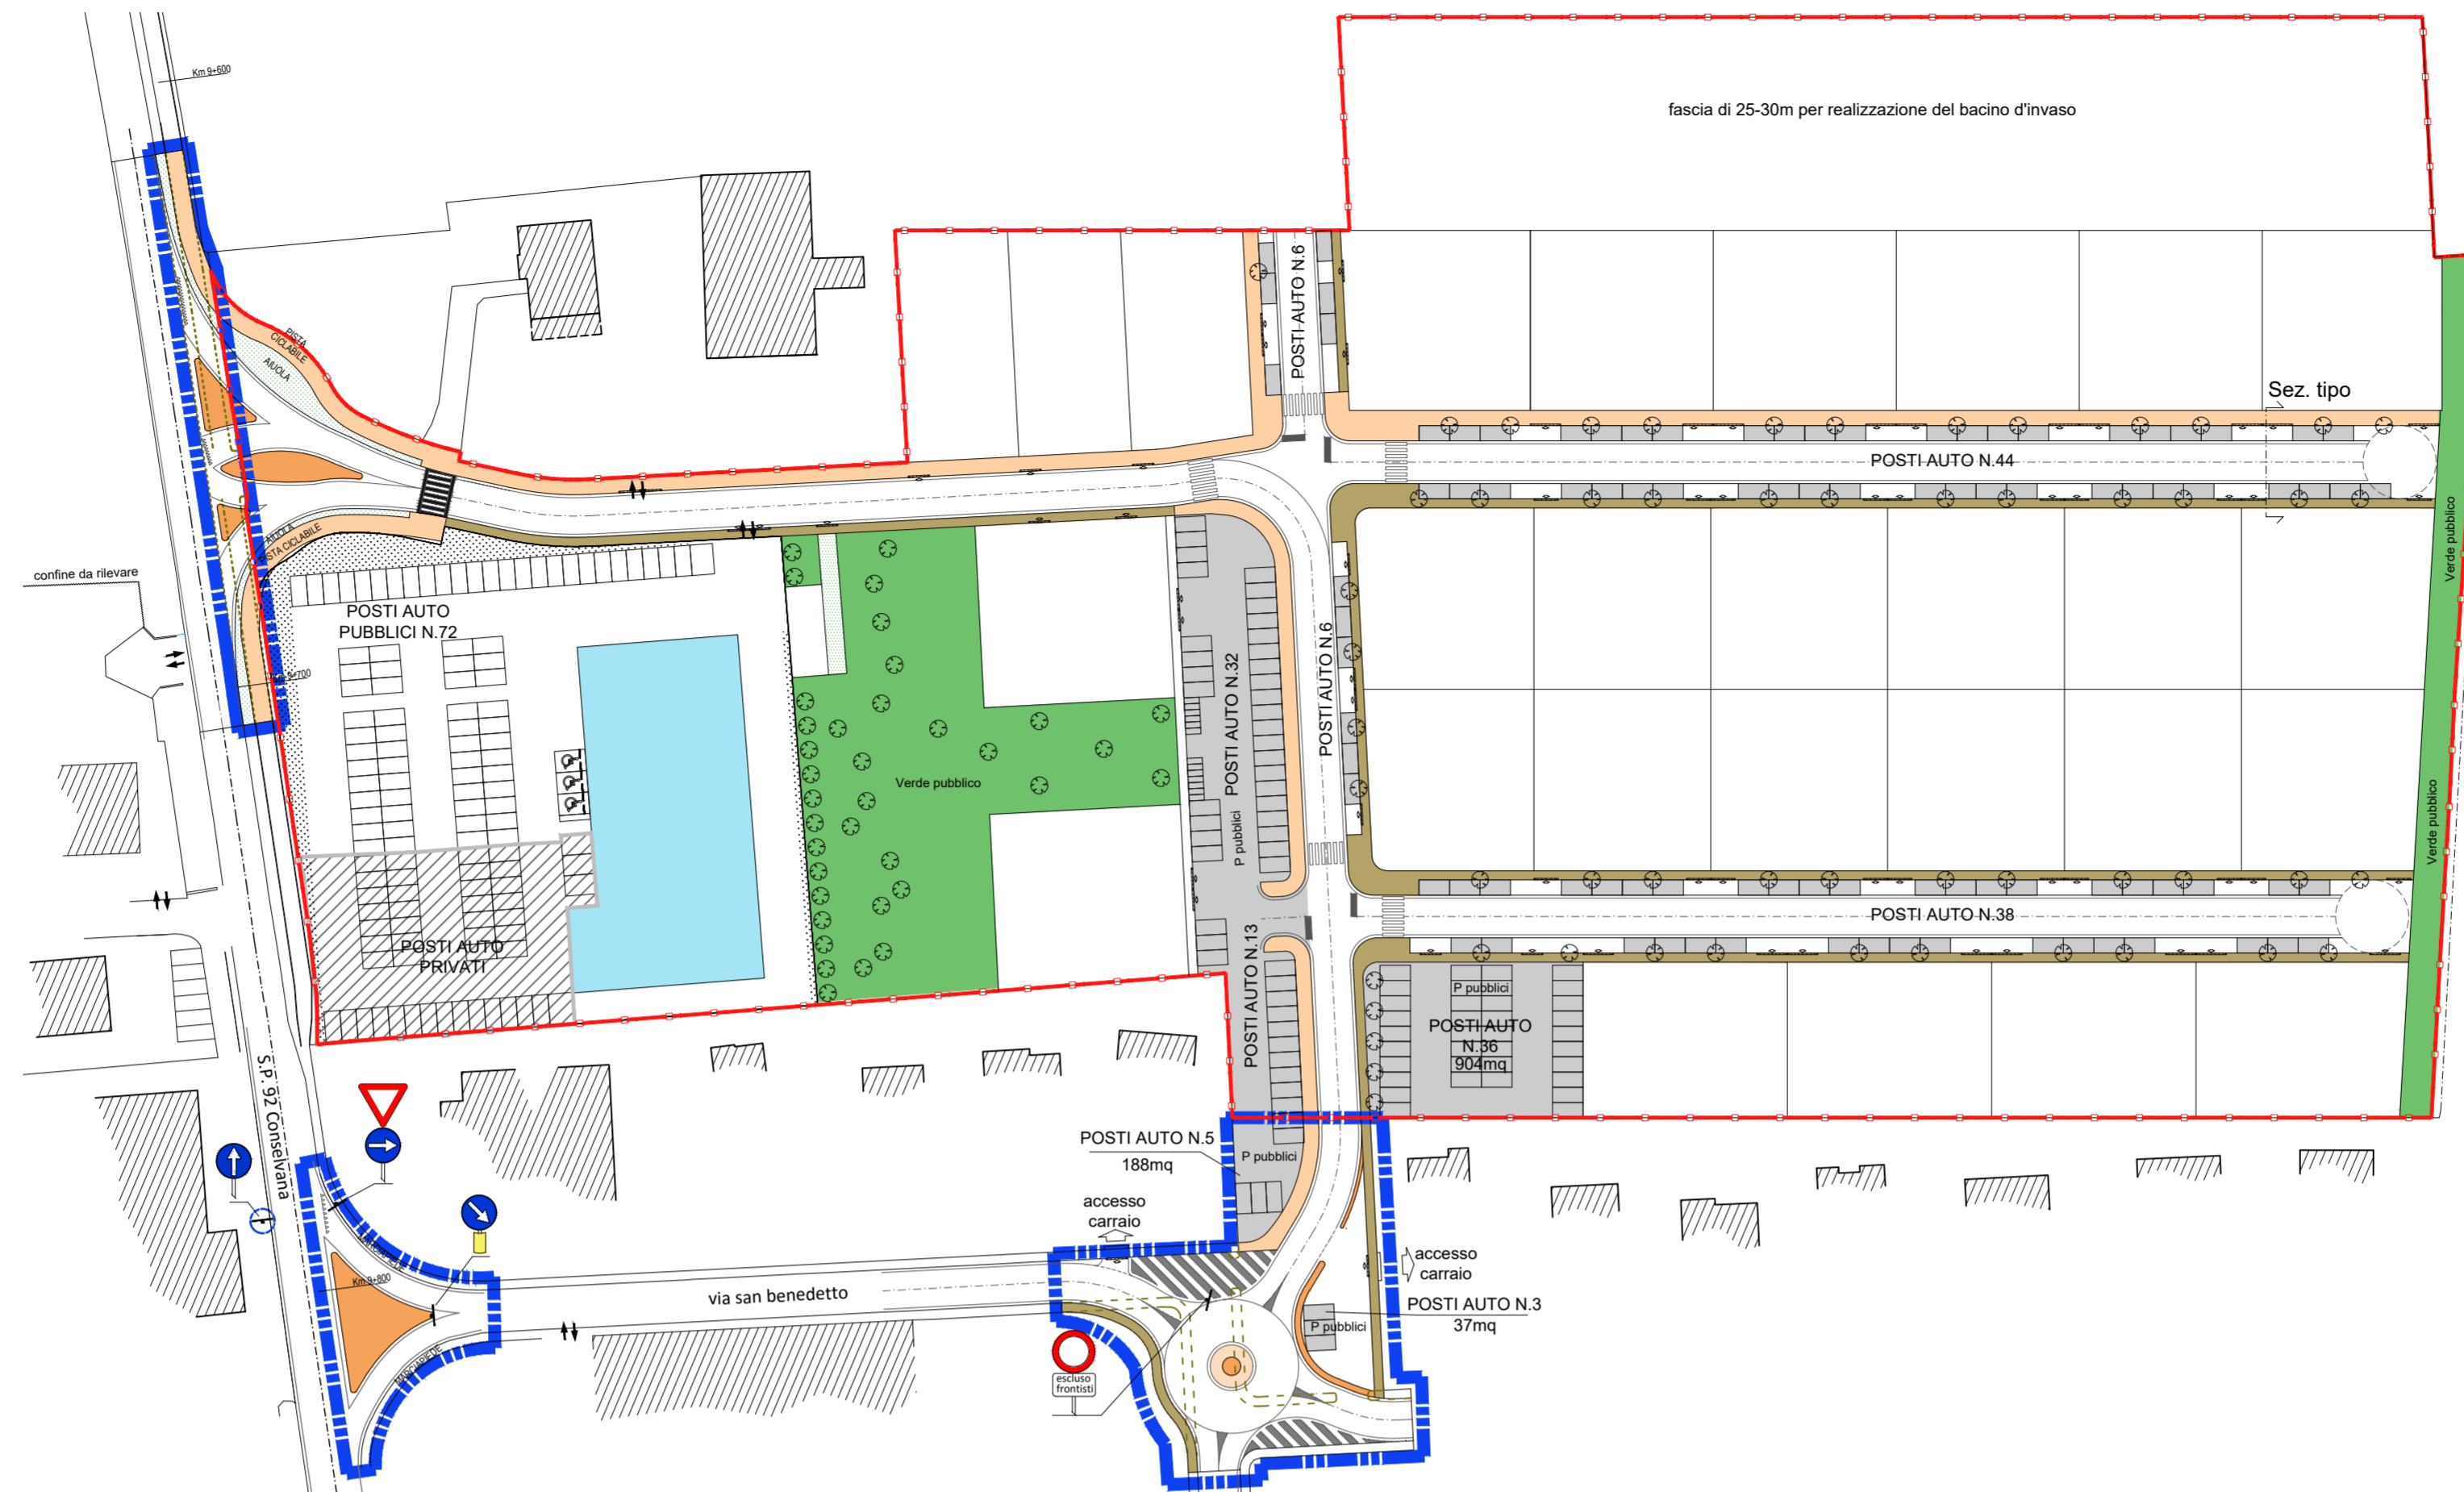 Km 9+600
fascia di 25-30m per realizzazione del bacino d'invaso
POSTI AUTO N.6
PISTA
CICLABILE
AIUOLA
Sez. tipo
POSTI AUTO N.44
Verde pubblico
AIUOLA
PISTA CICLABILE
confine da rilevare
POSTI AUTO
PUBBLICI N.72
POSTI AUTO N.32
POSTI AUTO N.6
Verde pubblico
P pubblici
Verde pubblico
POSTI AUTO N.38
POSTI AUTO
PRIVATI
POSTI AUTO N.13
P pubblici
POSTI AUTO
N.36
904mq
S.P. 92 Conselvana
POSTI AUTO N.5
188mq
P pubblici
accesso
carraio
accesso
carraio
Km 9+800
via san benedetto
POSTI AUTO N.3
37mq
P pubblici
MARCIAPIEDE
escluso
frontisti